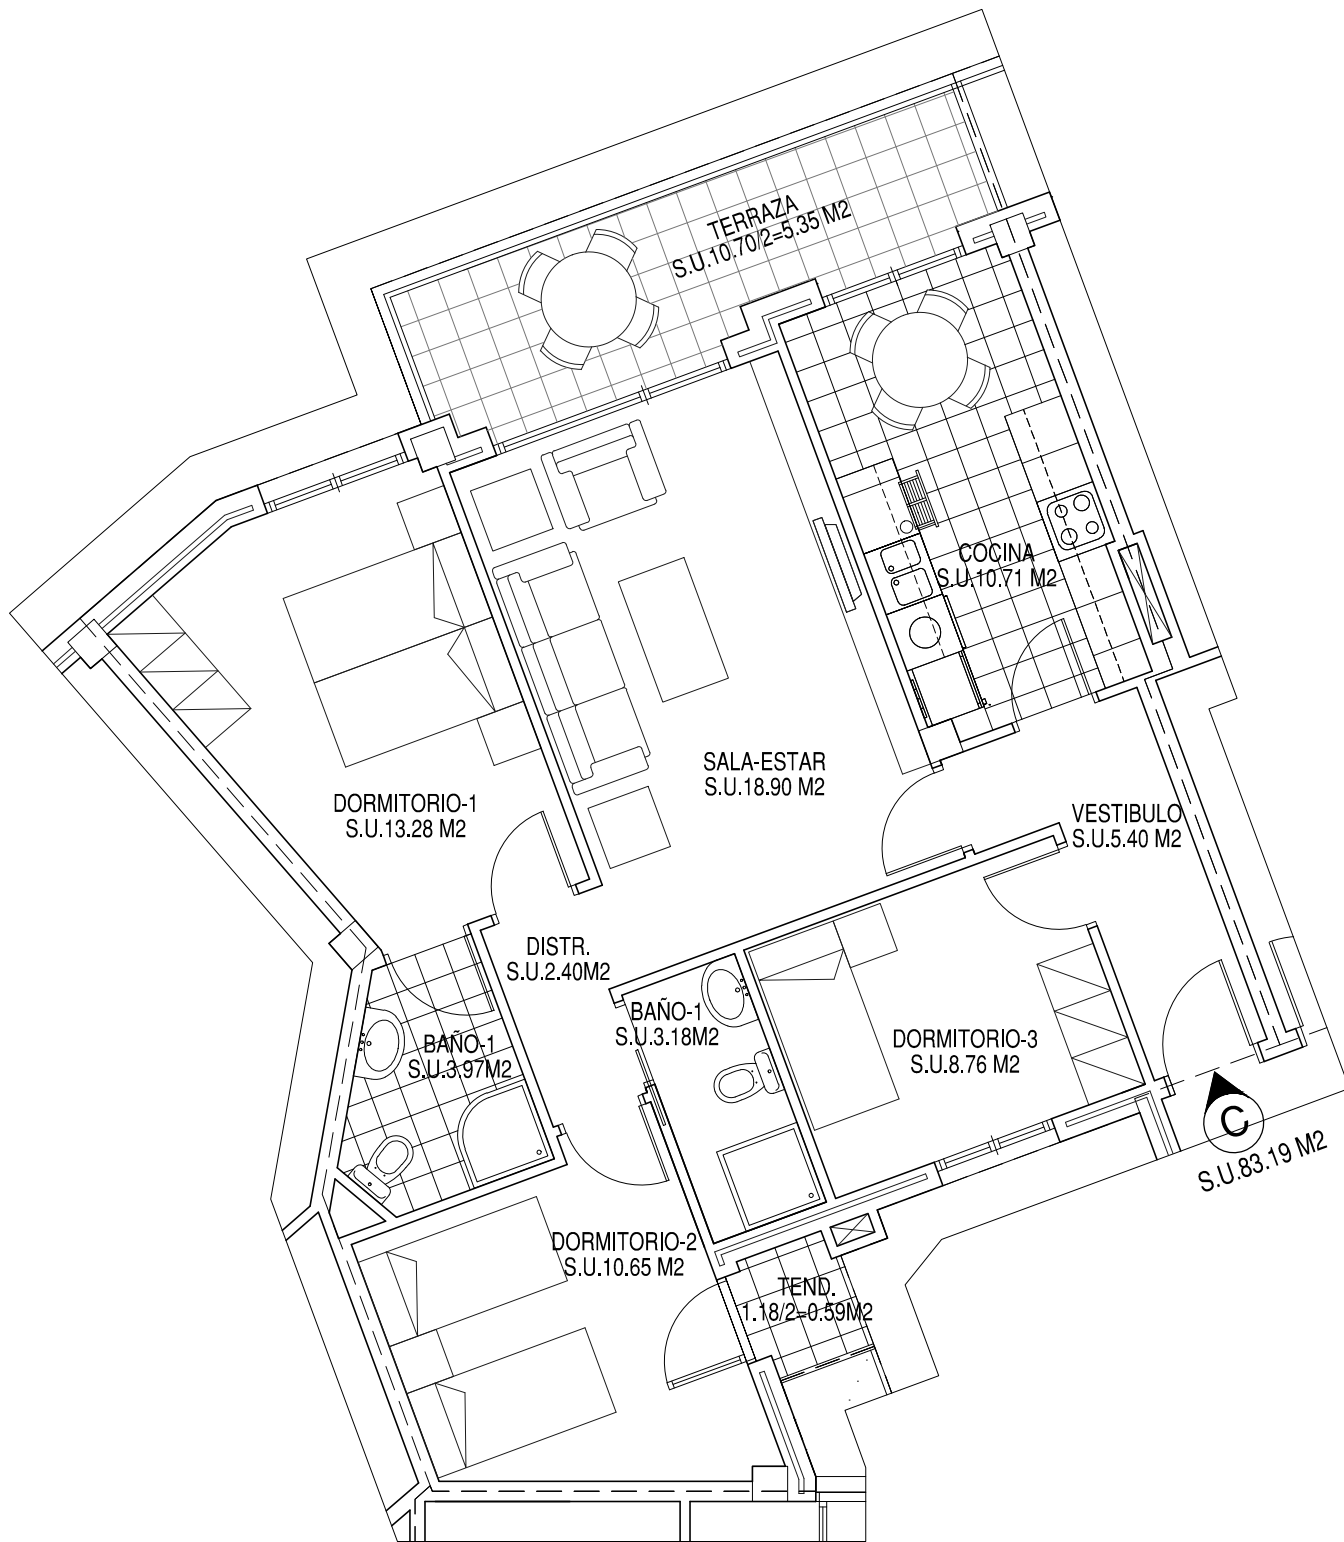 TERRAZA
S.U.10.70/2=5.35 M2
COCINA
S.U.10.71 M2
SALA-ESTAR
S.U.18.90 M2
DORMITORIO-1
S.U.13.28 M2
VESTIBULO
S.U.5.40 M2
DISTR.
S.U.2.40M2
BAÑO-1
S.U.3.18M2
BAÑO-1
S.U.3.97M2
DORMITORIO-3
S.U.8.76 M2
C
S.U.83.19 M2
DORMITORIO-2
S.U.10.65 M2
TEND.
1.18/2=0.59M2